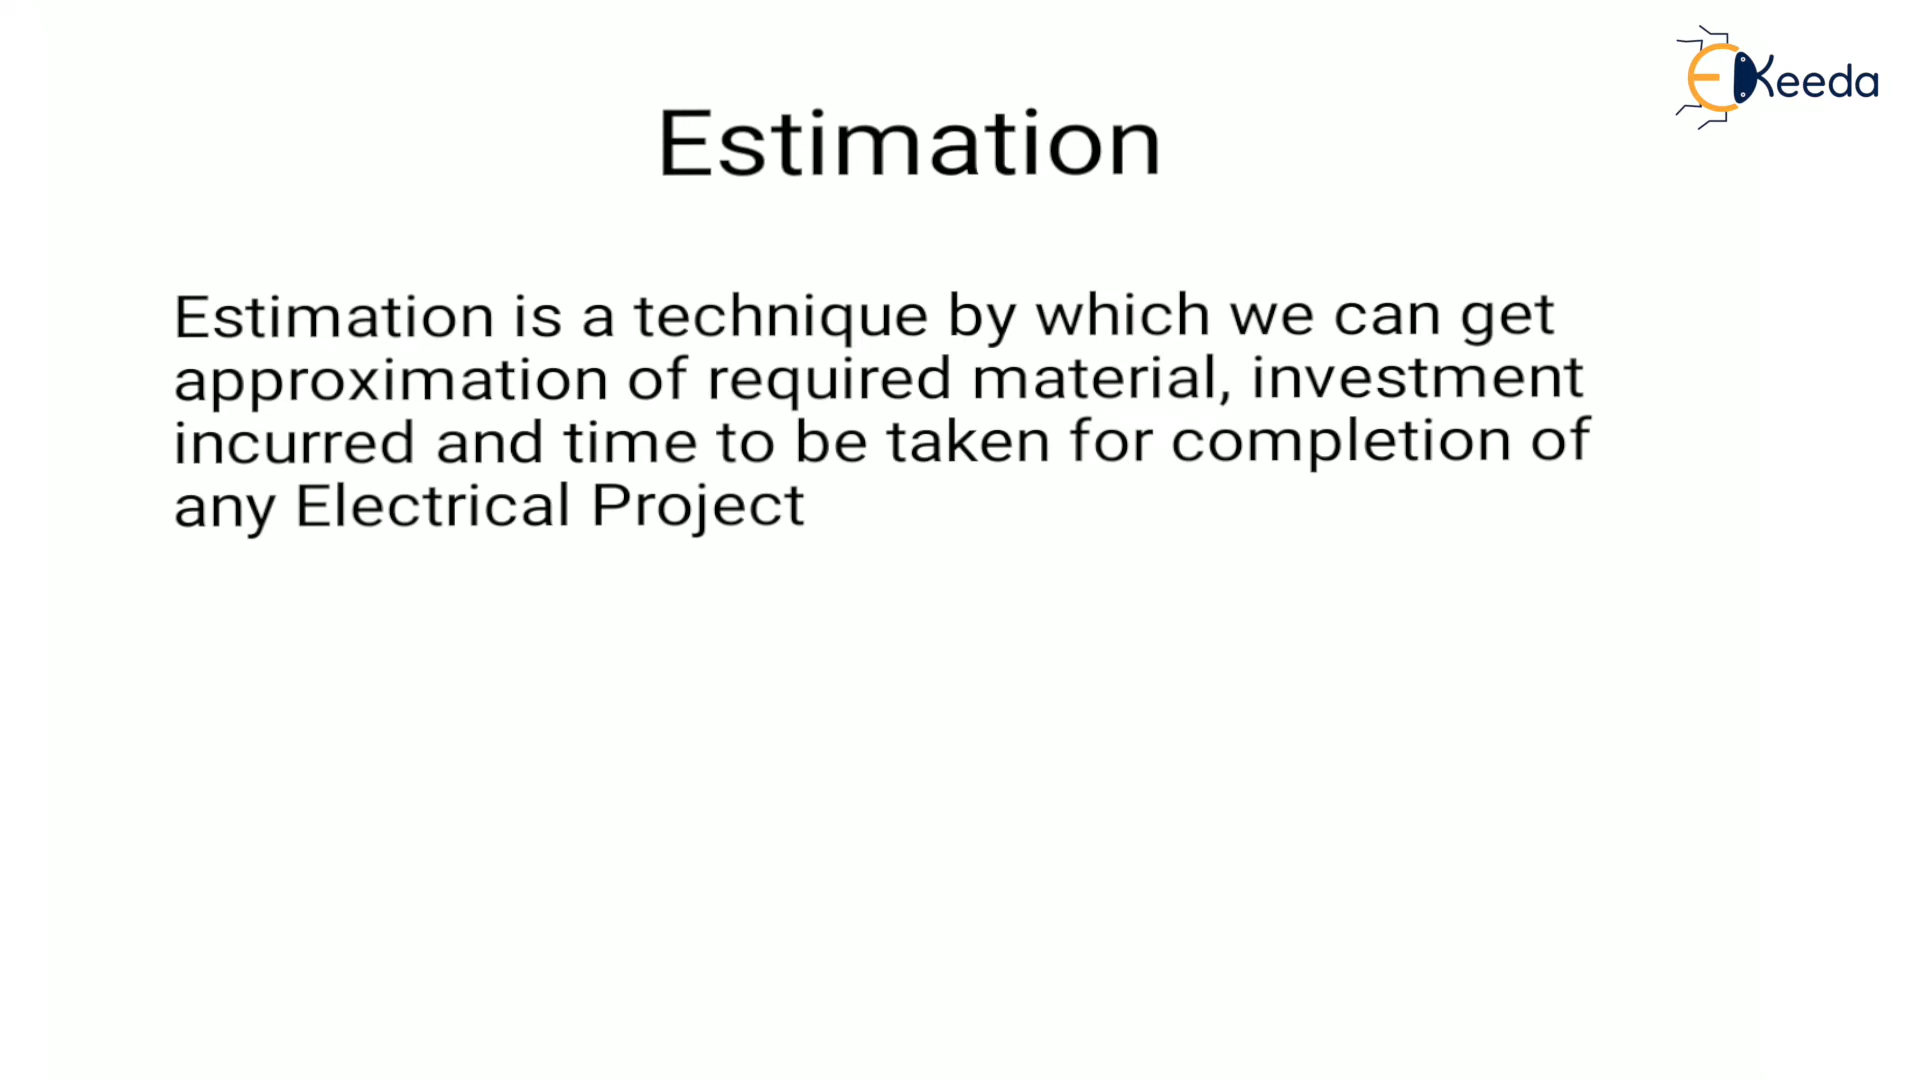 EKeeda
Estimation
Estimation is a technique by which we can get
approximation of required material, investment
incurred and time to be taken for completion of
any Electrical Project